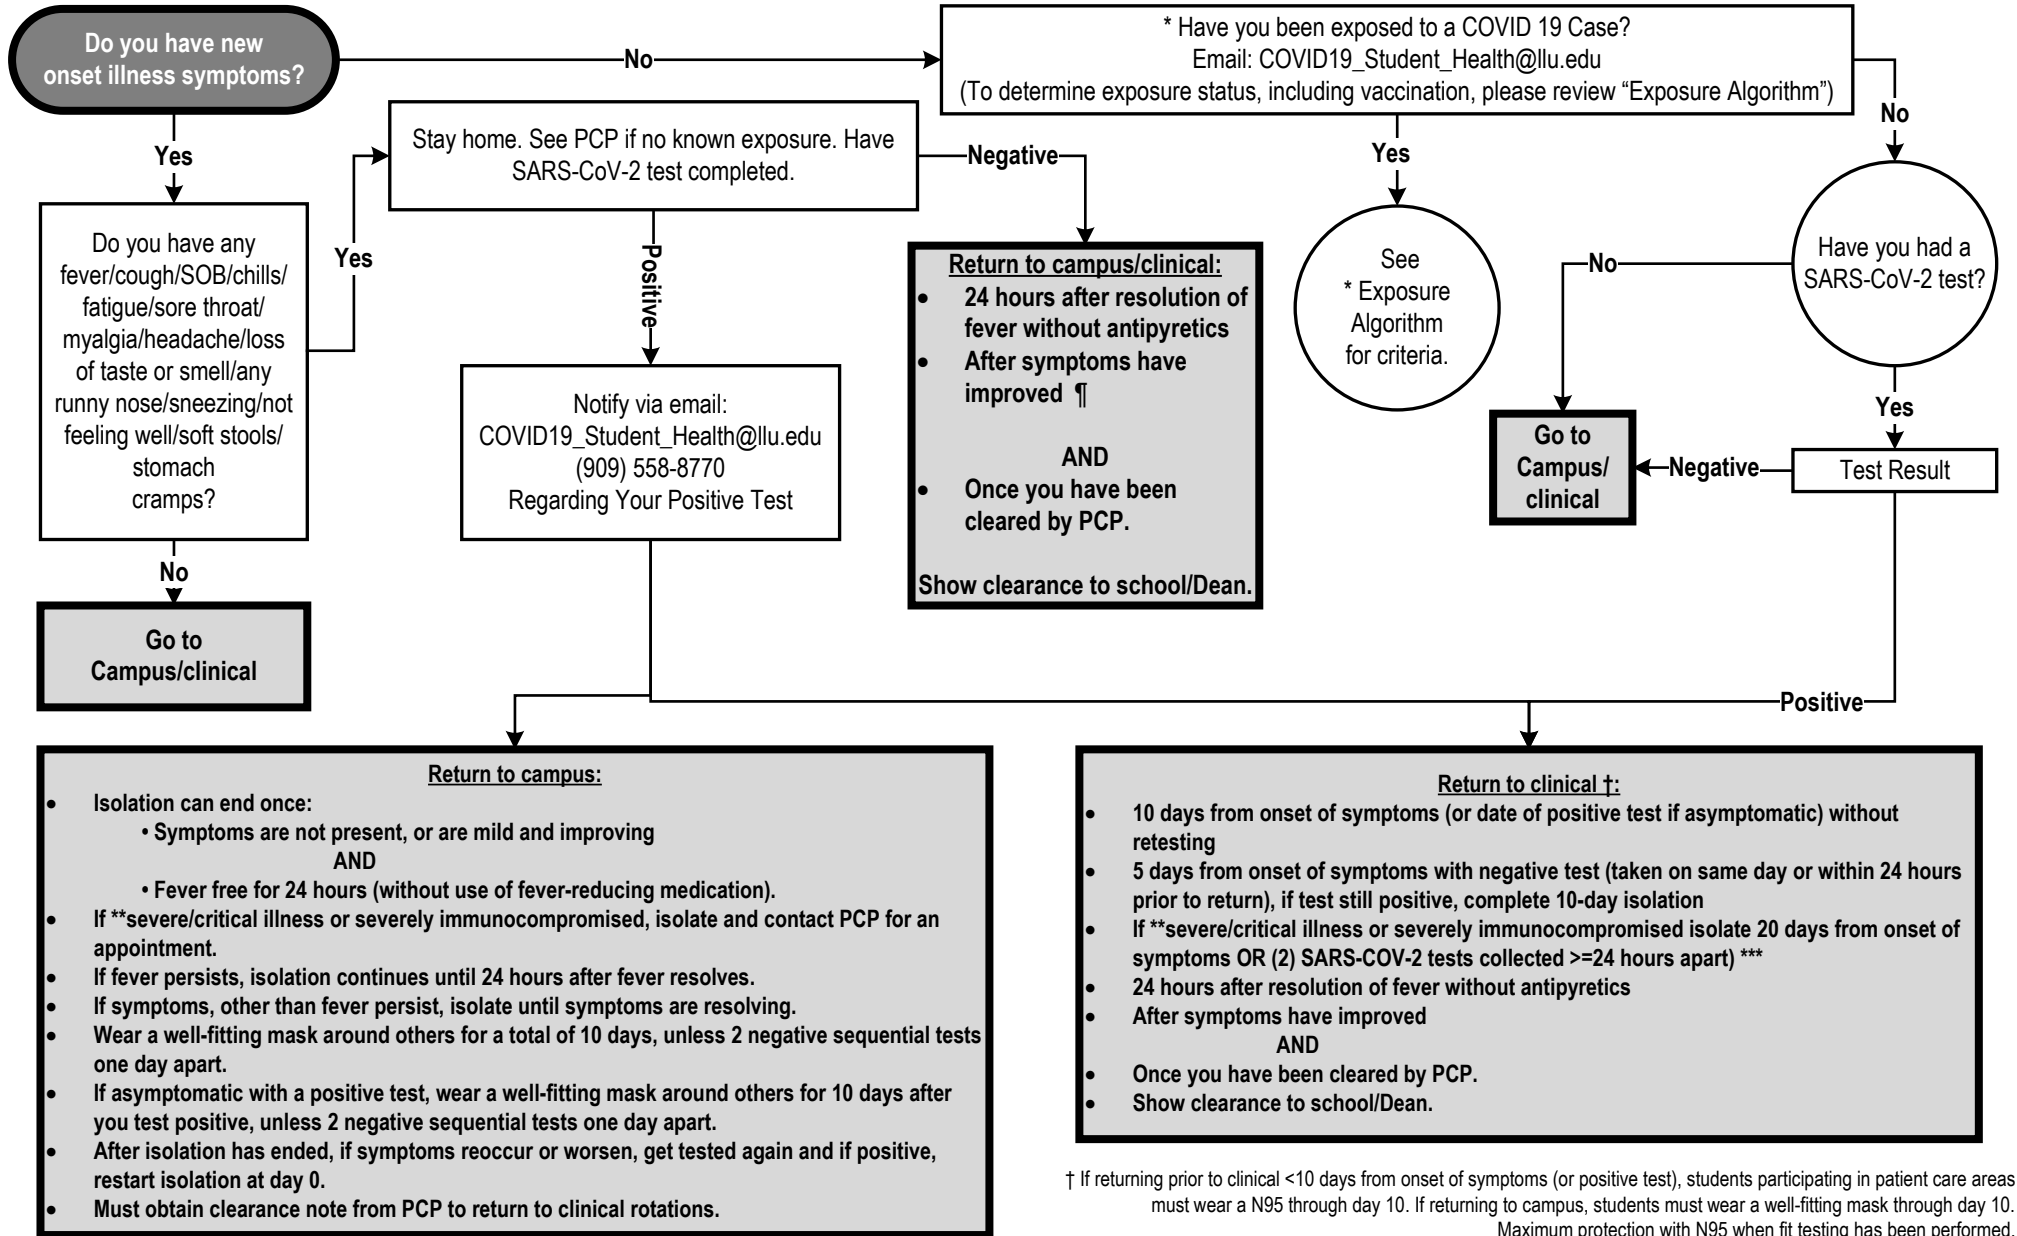 Do you have new
onset illness symptoms?
No
* Have you been exposed to a COVID 19 Case?
Email: COVID19_Student_Health@llu.edu
(To determine exposure status, including vaccination, please review “Exposure Algorithm”)
Yes
Do you have any
fever/cough/SOB/chills/
fatigue/sore throat/
myalgia/headache/loss
of taste or smell/any
runny nose/sneezing/not
feeling well/soft stools/
stomach
cramps?
Yes
No
Go to
Campus/clinical
Stay home. See PCP if no known exposure. Have
SARS-CoV-2 test completed.
Negative
Positive
Notify via email:
COVID19_Student_Health@llu.edu
(909) 558-8770
Regarding Your Positive Test
Return to campus/clinical:
• 24 hours after resolution of
fever without antipyretics
• After symptoms have
improved ¶
AND
• Once you have been
cleared by PCP.
Show clearance to school/Dean.
Yes
See
* Exposure
Algorithm
for criteria.
No
Have you had a
SARS-CoV-2 test?
No
Yes
Go to
Campus/
clinical
Negative
Test Result
Positive
Return to campus:
• Isolation can end once:
• Symptoms are not present, or are mild and improving
AND
• Fever free for 24 hours (without use of fever-reducing medication).
• If **severe/critical illness or severely immunocompromised, isolate and contact PCP for an
appointment.
• If fever persists, isolation continues until 24 hours after fever resolves.
• If symptoms, other than fever persist, isolate until symptoms are resolving.
• Wear a well-fitting mask around others for a total of 10 days, unless 2 negative sequential tests
one day apart.
• If asymptomatic with a positive test, wear a well-fitting mask around others for 10 days after
you test positive, unless 2 negative sequential tests one day apart.
• After isolation has ended, if symptoms reoccur or worsen, get tested again and if positive,
restart isolation at day 0.
• Must obtain clearance note from PCP to return to clinical rotations.
Return to clinical †:
• 10 days from onset of symptoms (or date of positive test if asymptomatic) without
retesting
• 5 days from onset of symptoms with negative test (taken on same day or within 24 hours
prior to return), if test still positive, complete 10-day isolation
• If **severe/critical illness or severely immunocompromised isolate 20 days from onset of
symptoms OR (2) SARS-COV-2 tests collected >=24 hours apart) ***
• 24 hours after resolution of fever without antipyretics
• After symptoms have improved
AND
• Once you have been cleared by PCP.
• Show clearance to school/Dean.
† If returning prior to clinical <10 days from onset of symptoms (or positive test), students participating in patient care areas
must wear a N95 through day 10. If returning to campus, students must wear a well-fitting mask through day 10.
Maximum protection with N95 when fit testing has been performed.